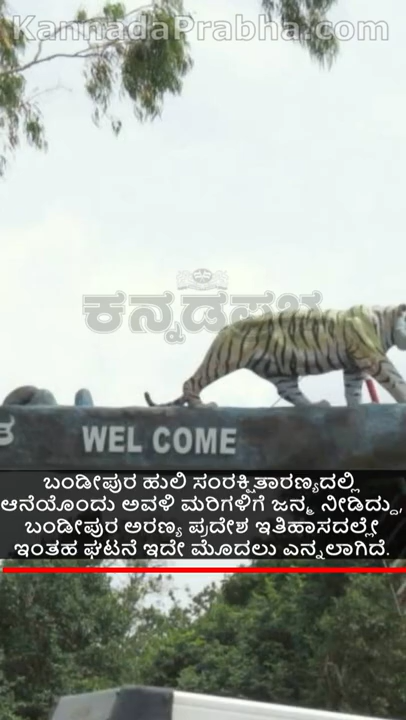 KannadaPrabha.com
ಕನ್ನಡಪ್ರಭ
WEL COME
ಬಂಡೀಪುರ ಹುಲಿ ಸಂರಕ್ಷಿತಾರಣ್ಯದಲ್ಲಿ
ಆನೆಯೊಂದು ಅವಳಿ ಮರಿಗಳಿಗೆ ಜನ್ಮ ನೀಡಿದ್ದು,
ಬಂಡೀಪುರ ಅರಣ್ಯ ಪ್ರದೇಶ ಇತಿಹಾಸದಲ್ಲೇ
ಇಂತಹ ಘಟನೆ ಇದೇ ಮೊದಲು ಎನ್ನಲಾಗಿದೆ.